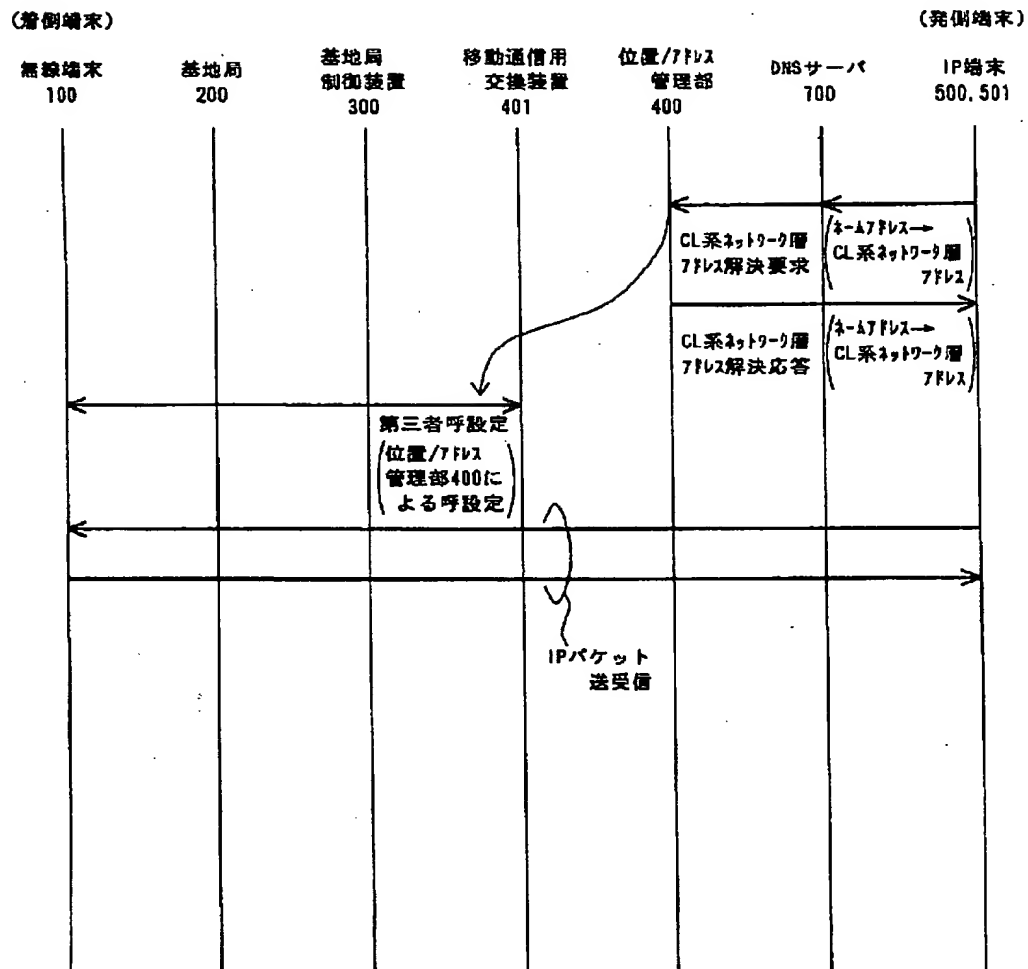 (着側端末)
(発側端末)
無線端末
100
基地局
200
基地局
制御装置
300
移動通信用
交換装置
401
位置/アドレス
管理部
400
DNSサーバ
700
IP端末
500,501
CL系ネットワーク層
アドレス解決要求
(ネームアドレス→
CL系ネットワーク層
アドレス)
CL系ネットワーク層
アドレス解決応答
(ネームアドレス→
CL系ネットワーク層
アドレス)
第三者呼設定
(位置/アドレス
管理部400に
よる呼設定)
IPパケット
送受信